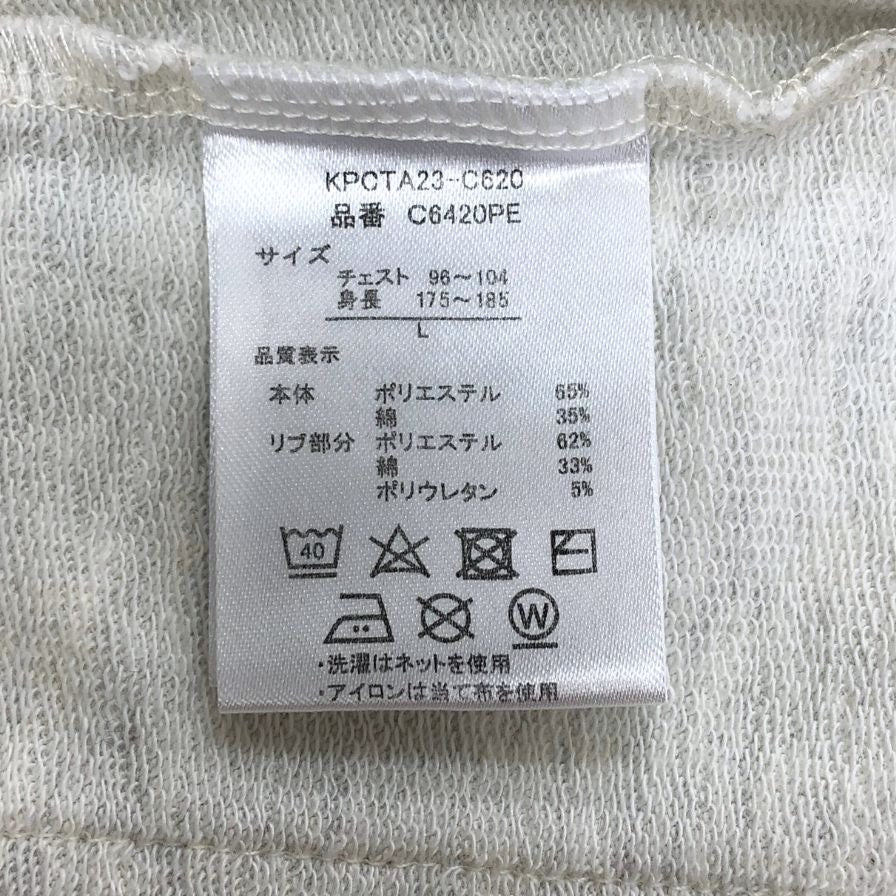 KPCTA23-C620
品番 C6420PE
サイズ
チェスト 96～104
身長 175～185
L
品質表示
本体 ポリエステル 65%
綿 35%
リブ部分 ポリエステル 62%
綿 33%
ポリウレタン 5%
40
W
・洗濯はネットを使用
・アイロンは当て布を使用